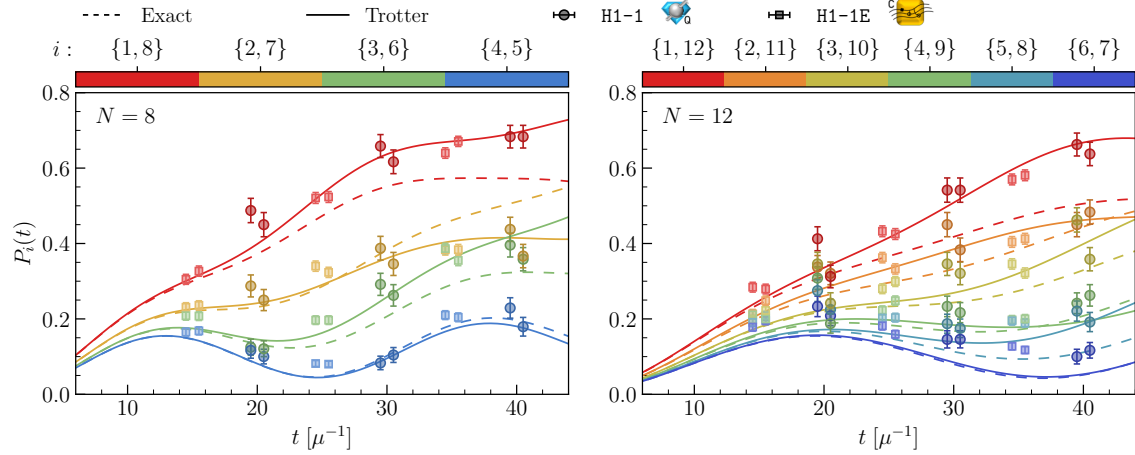 Exact Trotter H1-1 Q H1-1E C
i : {1, 8} {2, 7} {3, 6} {4, 5} {1, 12} {2, 11} {3, 10} {4, 9} {5, 8} {6, 7}
N = 8 N = 12
0.8 0.8
0.6 0.6
0.4 0.4
0.2 0.2
0.0 0.0
P_i(t)
10 20 30 40 10 20 30 40
t [μ⁻¹] t [μ⁻¹]